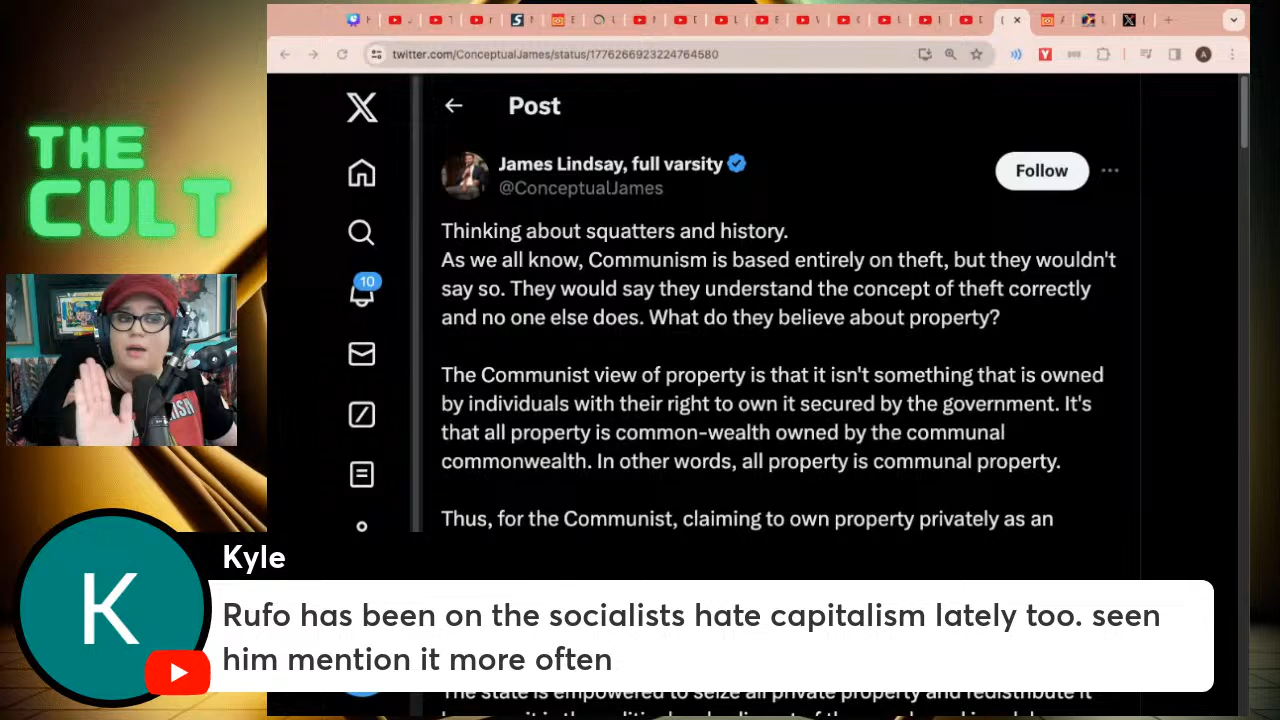 THE
CULT
twitter.com/ConceptualJames/status/1776266923224764580
Post
James Lindsay, full varsity
@ConceptualJames
Follow
10
Thinking about squatters and history.
As we all know, Communism is based entirely on theft, but they wouldn't
say so. They would say they understand the concept of theft correctly
and no one else does. What do they believe about property?
The Communist view of property is that it isn't something that is owned
by individuals with their right to own it secured by the government. It's
that all property is common-wealth owned by the communal
commonwealth. In other words, all property is communal property.
Thus, for the Communist, claiming to own property privately as an
K
Kyle
Rufo has been on the socialists hate capitalism lately too. seen
him mention it more often
The state is empowered to seize all private property and redistribute it